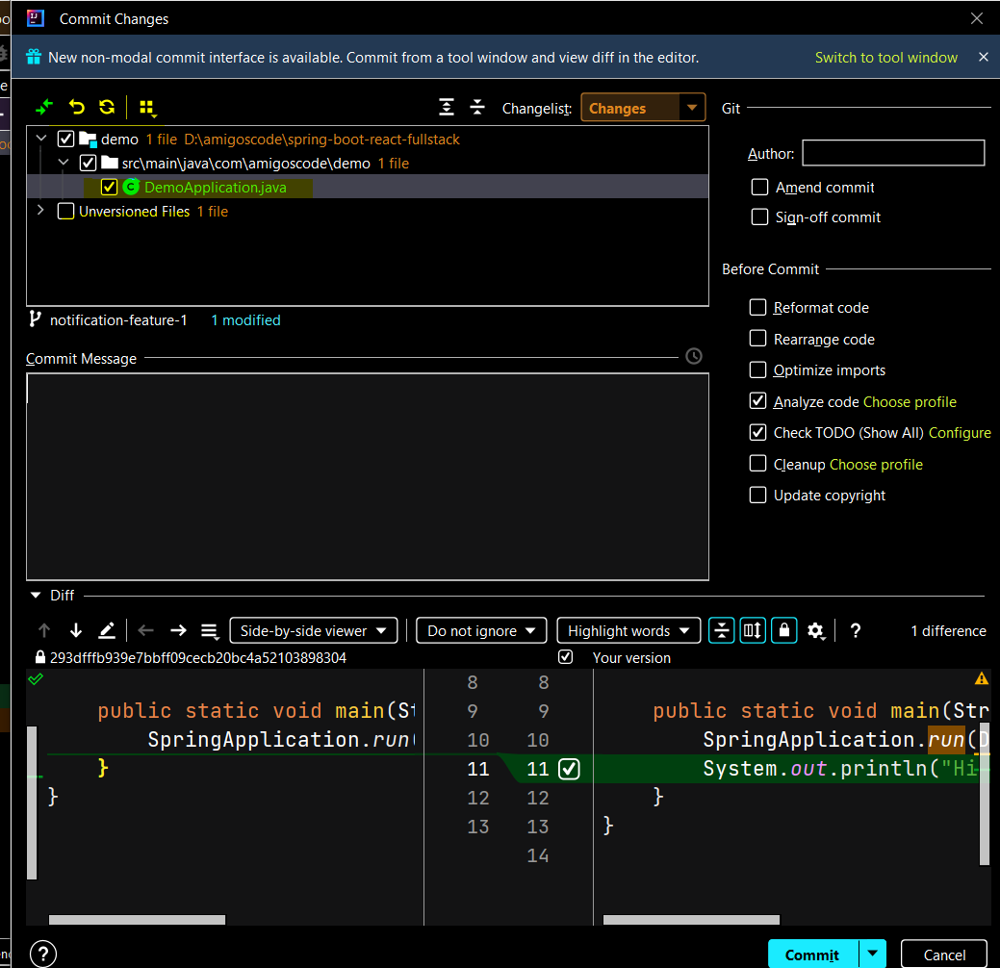 Commit Changes
New non-modal commit interface is available. Commit from a tool window and view diff in the editor. Switch to tool window
Changelist: Changes
Git
demo 1 file D:\amigoscode\spring-boot-react-fullstack
src\main\java\com\amigoscode\demo 1 file
DemoApplication.java
Unversioned Files 1 file
Author:
Amend commit
Sign-off commit
Before Commit
Reformat code
Rearrange code
Optimize imports
Analyze code Choose profile
Check TODO (Show All) Configure
Cleanup Choose profile
Update copyright
notification-feature-1 1 modified
Commit Message
Diff
Side-by-side viewer Do not ignore Highlight words ? 1 difference
293dfffb939e7bbff09cecb20bc4a52103898304 Your version
8 8
public static void main(St 9 9 public static void main(Str
SpringApplication.run( 10 10 SpringApplication.run(D
} 11 11 System.out.println("Hi
} 12 12 }
13 13 }
14
? Commit Cancel